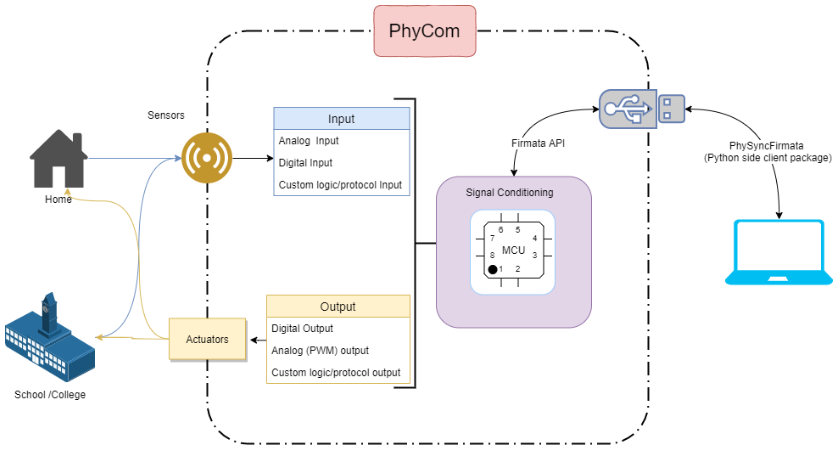 PhyCom
Sensors
Input
Analog  Input
Digital Input
Custom logic/protocol Input
Firmata API
PhySyncFirmata
(Python side client package)
Home
Signal Conditioning
6 5
7 4
MCU
8 3
1 2
Output
Digital Output
Analog (PWM) output
Custom logic/protocol output
Actuators
School /College